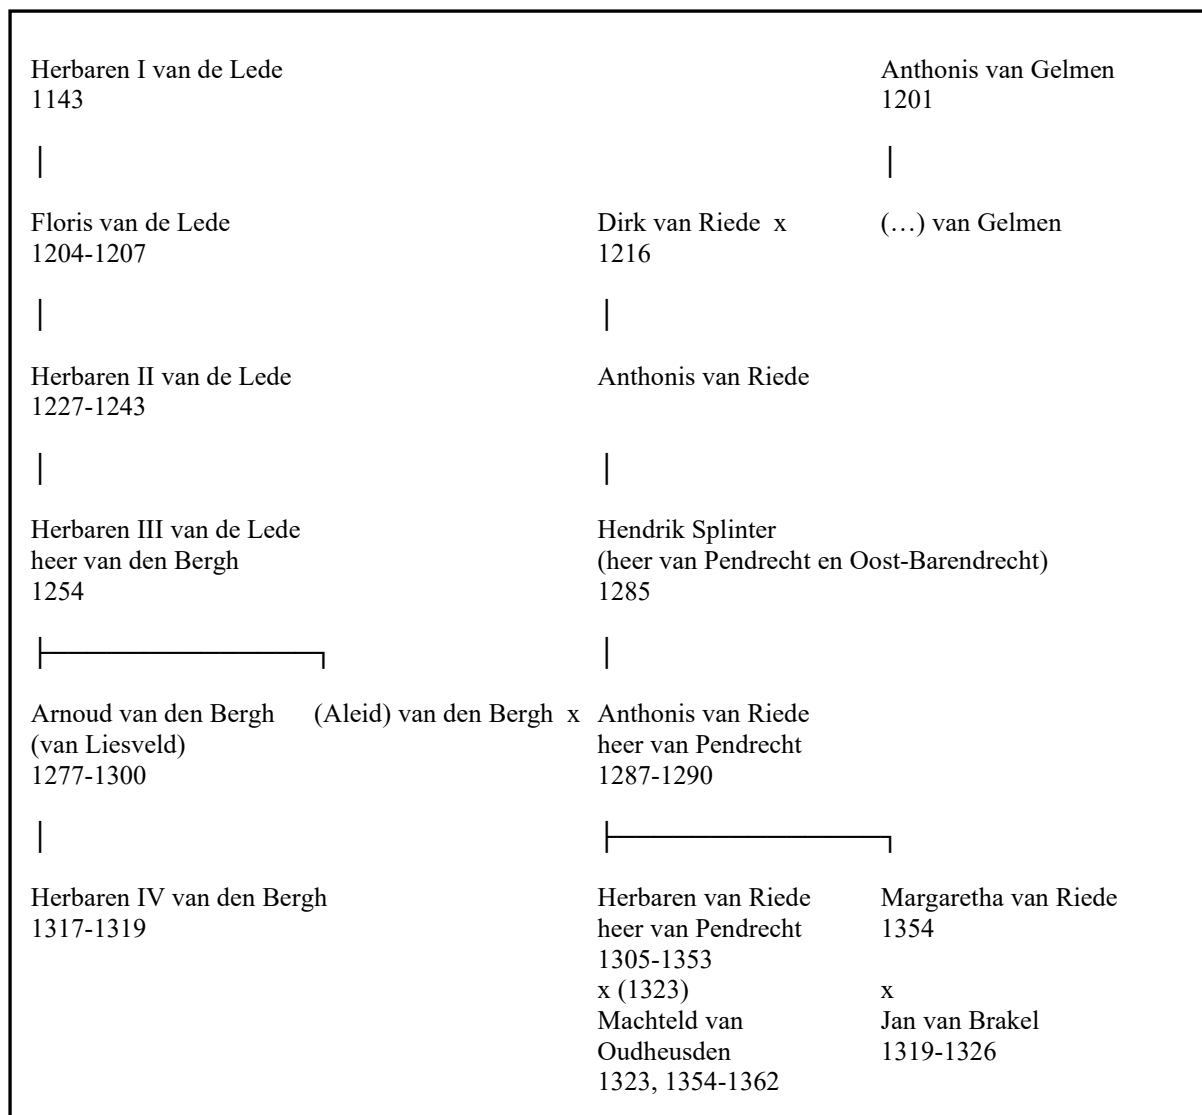 Herbaren I van de Lede Anthonis van Gelmen
1143 1201
Floris van de Lede Dirk van Riede x (…) van Gelmen
1204-1207 1216
Herbaren II van de Lede Anthonis van Riede
1227-1243
Herbaren III van de Lede Hendrik Splinter
heer van den Bergh (heer van Pendrecht en Oost-Barendrecht)
1254 1285
Arnoud van den Bergh (Aleid) van den Bergh x Anthonis van Riede
(van Liesveld) heer van Pendrecht
1277-1300 1287-1290
Herbaren IV van den Bergh Herbaren van Riede Margaretha van Riede
1317-1319 heer van Pendrecht 1354
1305-1353
x (1323) x
Machteld van Jan van Brakel
Oudheusden 1319-1326
1323, 1354-1362